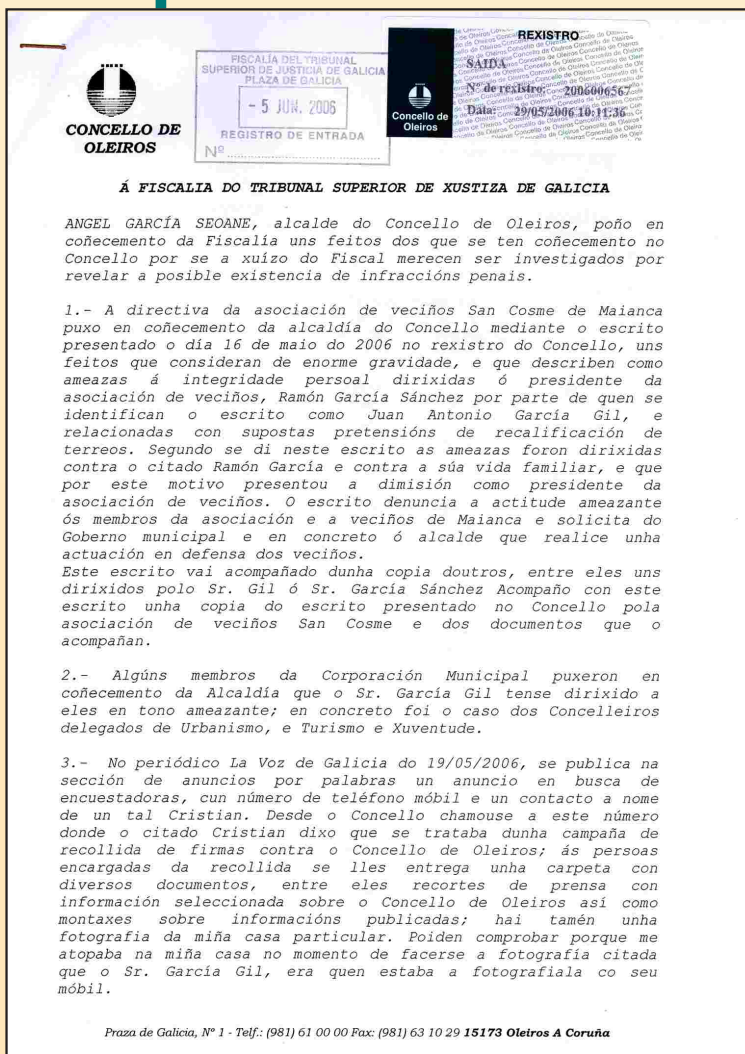 REXISTRO
SAIDA
Nº de rexistro: 2006006567
Data: 29/05/2006 10:11:36
Concello de
Oleiros
FISCALÍA DEL TRIBUNAL
SUPERIOR DE JUSTICIA DE GALICIA
PLAZA DE GALICIA
- 5 JUN. 2006
REGISTRO DE ENTRADA
Nº
CONCELLO DE
OLEIROS
Á FISCALIA DO TRIBUNAL SUPERIOR DE XUSTIZA DE GALICIA
ANGEL GARCÍA SEOANE, alcalde do Concello de Oleiros, poño en
coñecemento da Fiscalía uns feitos dos que se ten coñecemento no
Concello por se a xuízo do Fiscal merecen ser investigados por
revelar a posible existencia de infraccións penais.
1.- A directiva da asociación de veciños San Cosme de Maianca
puxo en coñecemento da alcaldía do Concello mediante o escrito
presentado o día 16 de maio do 2006 no rexistro do Concello, uns
feitos que consideran de enorme gravidade, e que describen como
ameazas á integridade persoal dirixidas ó presidente da
asociación de veciños, Ramón García Sánchez por parte de quen se
identifican o escrito como Juan Antonio García Gil, e
relacionadas con supostas pretensións de recalificación de
terreos. Segundo se di neste escrito as ameazas foron dirixidas
contra o citado Ramón García e contra a súa vida familiar, e que
por este motivo presentou a dimisión como presidente da
asociación de veciños. O escrito denuncia a actitude ameazante
ós membros da asociación e a veciños de Maianca e solicita do
Goberno municipal e en concreto ó alcalde que realice unha
actuación en defensa dos veciños.
Este escrito vai acompañado dunha copia doutros, entre eles uns
dirixidos polo Sr. Gil ó Sr. García Sánchez Acompaño con este
escrito unha copia do escrito presentado no Concello pola
asociación de veciños San Cosme e dos documentos que o
acompañan.
2.- Algúns membros da Corporación Municipal puxeron en
coñecemento da Alcaldía que o Sr. García Gil tense dirixido a
eles en tono ameazante; en concreto foi o caso dos Concelleiros
delegados de Urbanismo, e Turismo e Xuventude.
3.- No periódico La Voz de Galicia do 19/05/2006, se publica na
sección de anuncios por palabras un anuncio en busca de
encuestadoras, cun número de teléfono móbil e un contacto a nome
de un tal Cristian. Desde o Concello chamouse a este número
donde o citado Cristian dixo que se trataba dunha campaña de
recollida de firmas contra o Concello de Oleiros; ás persoas
encargadas da recollida se lles entrega unha carpeta con
diversos documentos, entre eles recortes de prensa con
información seleccionada sobre o Concello de Oleiros así como
montaxes sobre informacións publicadas; hai tamén unha
fotografia da miña casa particular. Poiden comprobar porque me
atopaba na miña casa no momento de facerse a fotografía citada
que o Sr. García Gil, era quen estaba a fotografiala co seu
móbil.
Praza de Galicia, Nº 1 - Telf.: (981) 61 00 00 Fax: (981) 63 10 29 15173 Oleiros A Coruña